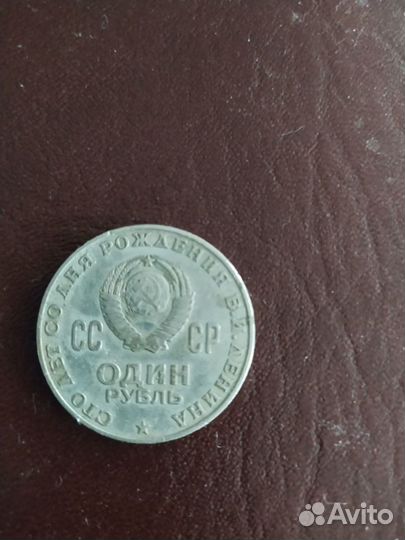 СТО ЛЕТ СО ДНЯ РОЖДЕНИЯ В.И.ЛЕНИНА
СС СР
ОДИН
РУБЛЬ
Avito